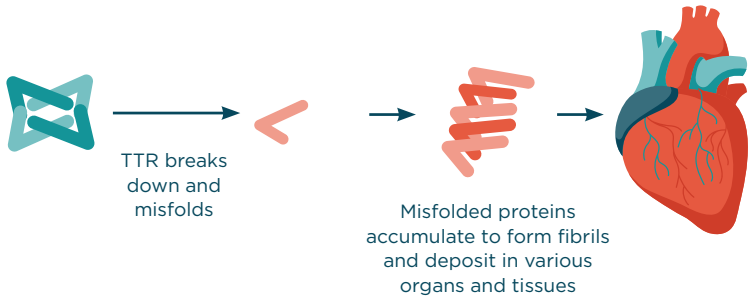 TTR breaks
down and
misfolds
Misfolded proteins
accumulate to form fibrils
and deposit in various
organs and tissues